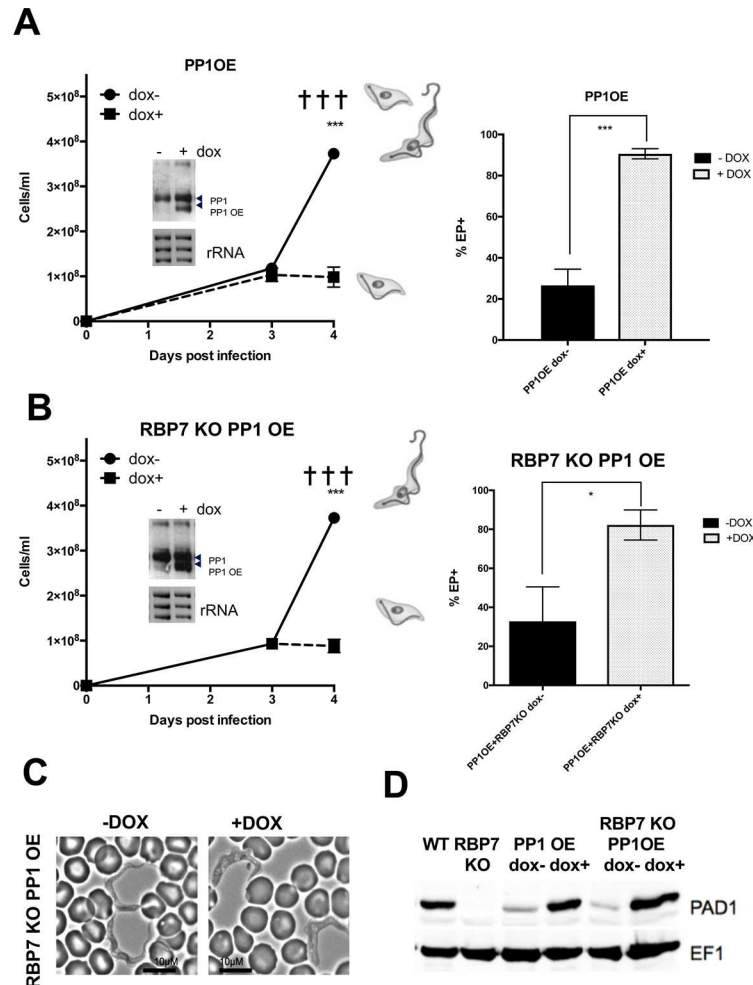 A
PP1OE
dox-
dox+
†††
***
5×10⁸
4×10⁸
3×10⁸
2×10⁸
1×10⁸
0
Cells/ml
- + dox
PP1
PP1 OE
rRNA
0 1 2 3 4
Days post infection
PP1OE
***
- DOX
+ DOX
100
80
60
40
20
0
% EP+
PP1OE dox-
PP1OE dox+
B
RBP7 KO PP1 OE
dox-
dox+
†††
***
5×10⁸
4×10⁸
3×10⁸
2×10⁸
1×10⁸
0
Cells/ml
- + dox
PP1
PP1 OE
rRNA
0 1 2 3 4
Days post infection
RBP7 KO PP1 OE
*
-DOX
+DOX
100
80
60
40
20
0
% EP+
PP1OE+RBP7KO dox-
PP1OE+RBP7KO dox+
C
-DOX +DOX
RBP7 KO PP1 OE
10µM 10µM
D
RBP7 KO
WT RBP7 PP1 OE PP1OE
KO dox- dox+ dox- dox+
PAD1
EF1